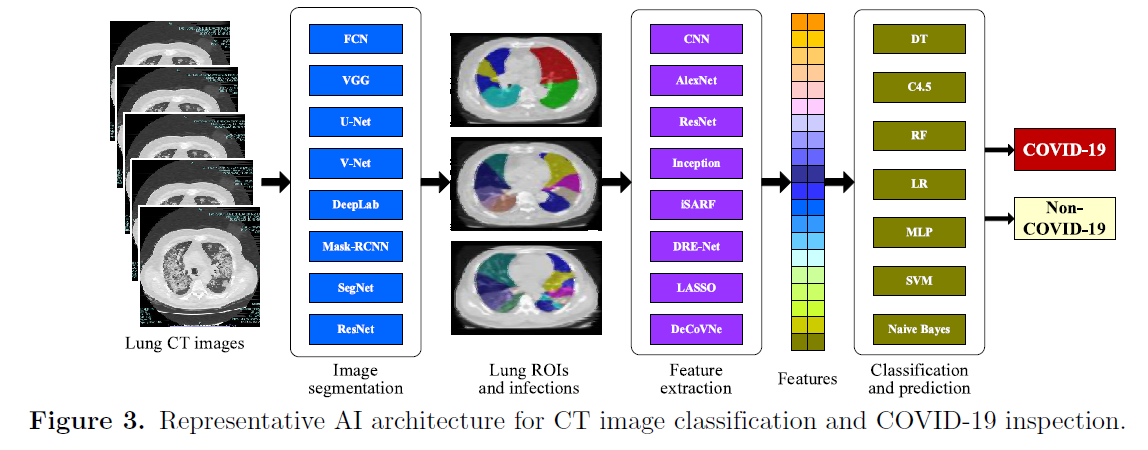 FCN
VGG
U-Net
V-Net
DeepLab
Mask-RCNN
SegNet
ResNet
CNN
AlexNet
ResNet
Inception
iSARF
DRE-Net
LASSO
DeCoVNe
DT
C4.5
RF
LR
MLP
SVM
Naive Bayes
COVID-19
Non-
COVID-19
Lung CT images
Image
segmentation
Lung ROIs
and infections
Feature
extraction
Features
Classification
and prediction
Figure 3. Representative AI architecture for CT image classification and COVID-19 inspection.